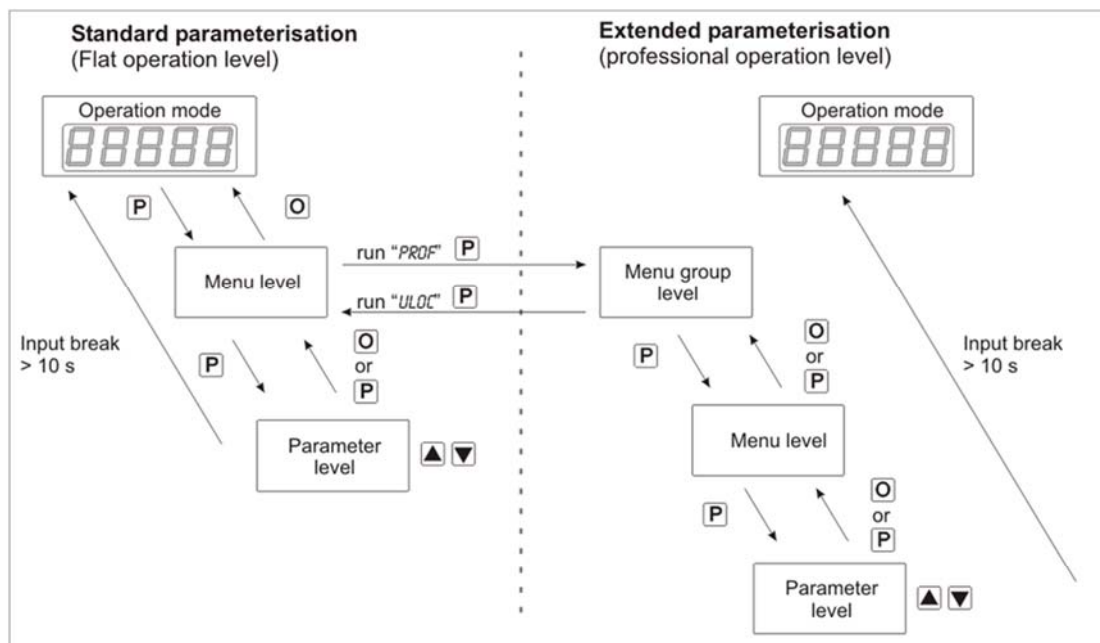 Standard parameterisation
(Flat operation level)
Operation mode
88888
P
O
Menu level
run "PROF" P
run "ULOC" P
Input break
> 10 s
P
O
or
P
Parameter
level
▲ ▼
Extended parameterisation
(professional operation level)
Operation mode
88888
Menu group
level
P
O
or
P
Input break
> 10 s
Menu level
P
O
or
P
Parameter
level
▲ ▼